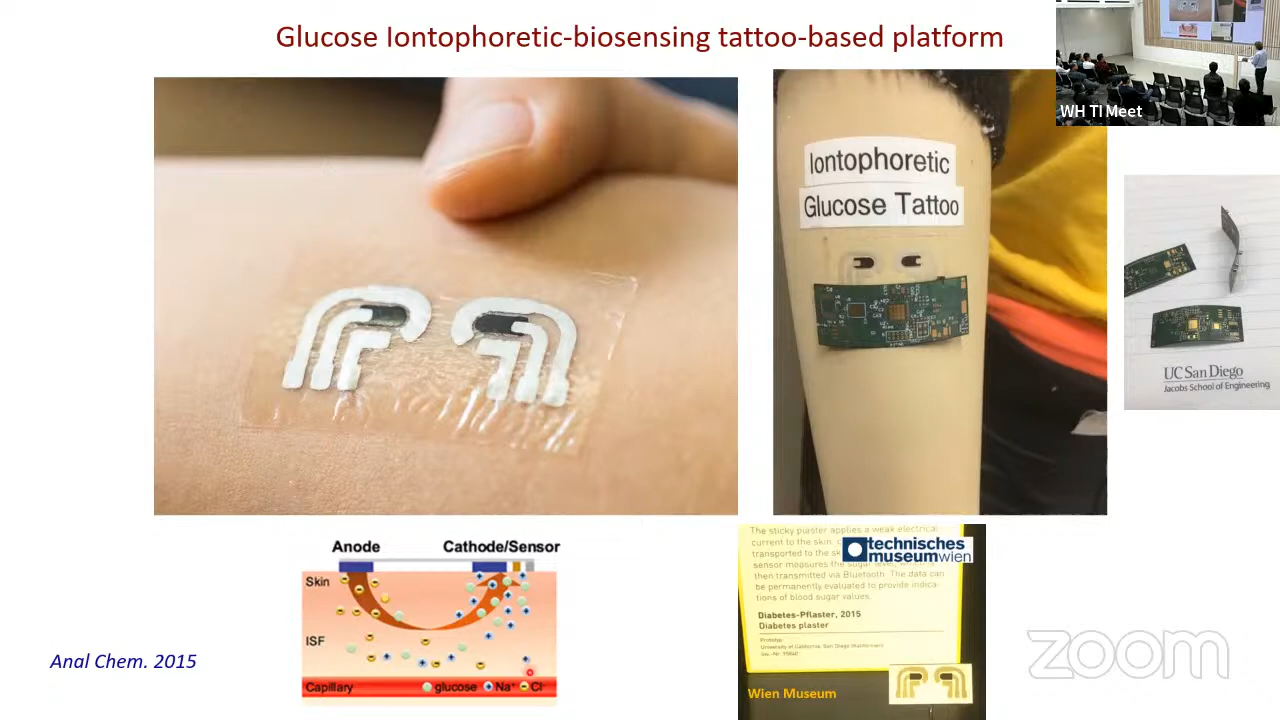 Glucose Iontophoretic-biosensing tattoo-based platform
WH TI Meet
Iontophoretic
Glucose Tattoo
UC San Diego
Jacobs School of Engineering
Anode
Cathode/Sensor
Skin
ISF
Capillary
glucose Na+ Cl-
Anal Chem. 2015
The sticky plaster applies a weak electrical
current to the skin.
transported to the
sensor measures the sugar level,
then transmitted via Bluetooth. The data can
be permanently evaluated to provide indica-
tions of blood sugar values.
technisches
museumwien
Diabetes-Pflaster, 2015
Diabetes plaster
Prototyp
University of California, San Diego
Wien Museum
zoom